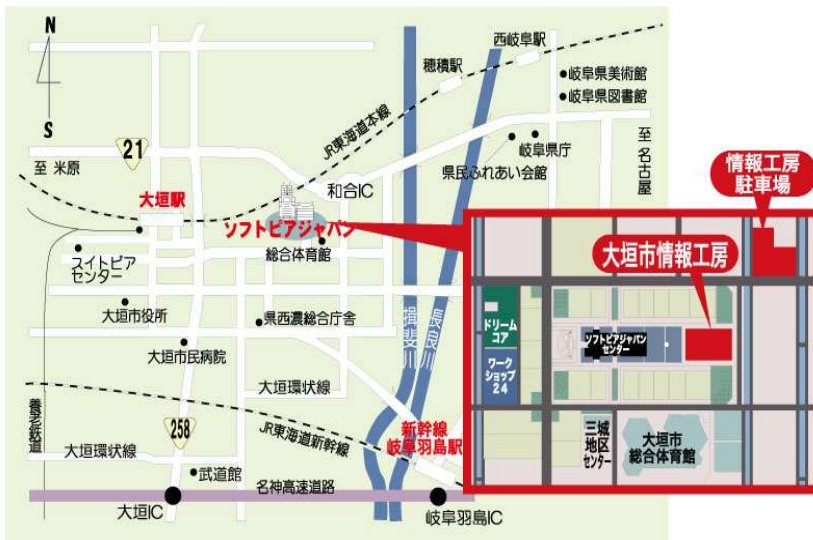 N
S
西岐阜駅
穂積駅
岐阜県美術館
岐阜県図書館
JR東海道本線
岐阜県庁
県民ふれあい会館
至 名古屋
21
至 米原
大垣駅
和合IC
ソフトピアジャパン
総合体育館
スイトピア
センター
大垣市役所
県西濃総合庁舎
大垣市民病院
揖斐川
長良川
大垣環状線
養老鉄道
258
JR東海道新幹線
新幹線
岐阜羽島駅
大垣環状線
武道館
名神高速道路
大垣IC
岐阜羽島IC
情報工房
駐車場
大垣市情報工房
ドリーム
コア
ソフトピアジャパン
センター
ワーク
ショップ
24
三城
地区
センター
大垣市
総合体育館